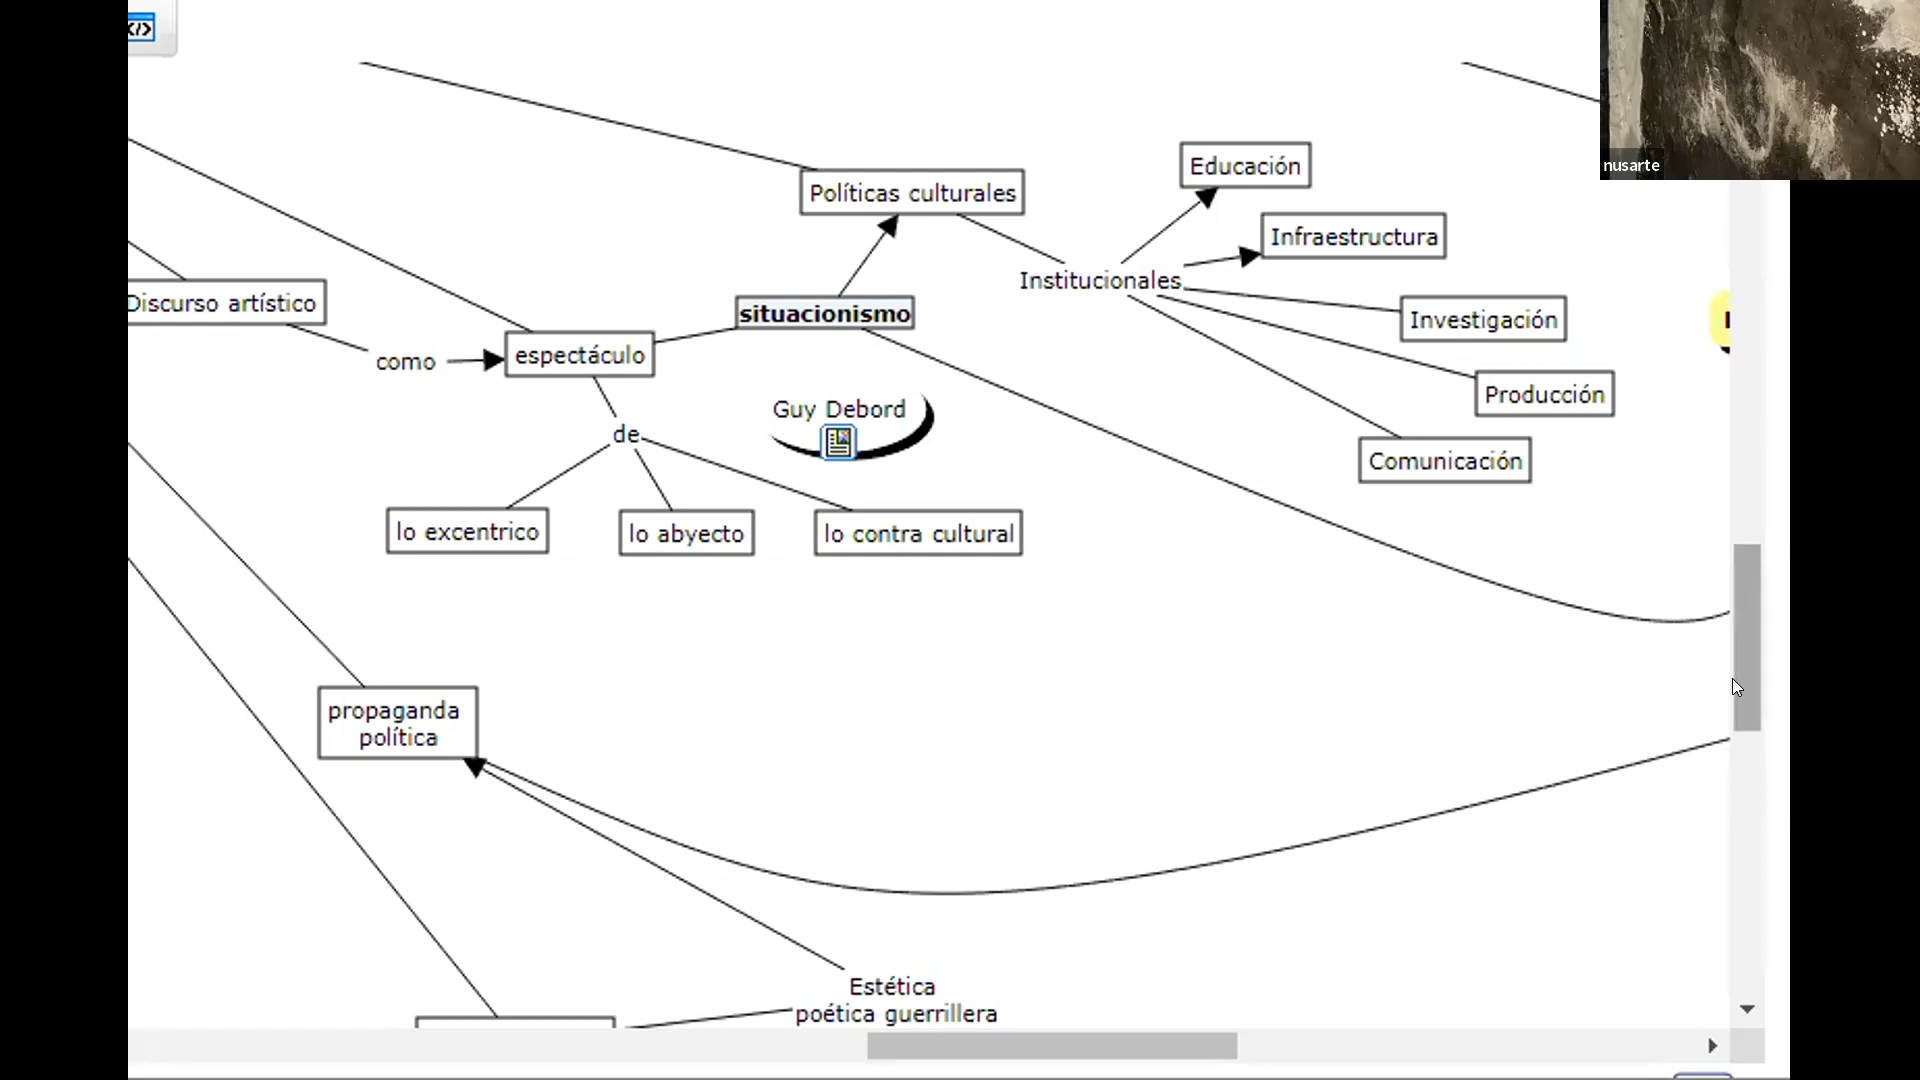 nusarte
Educación
Políticas culturales
Infraestructura
Institucionales
Discurso artístico
situacionismo
Investigación
como
espectáculo
Producción
Guy Debord
de
Comunicación
lo excentrico
lo abyecto
lo contra cultural
propaganda
política
Estética
poética guerrillera